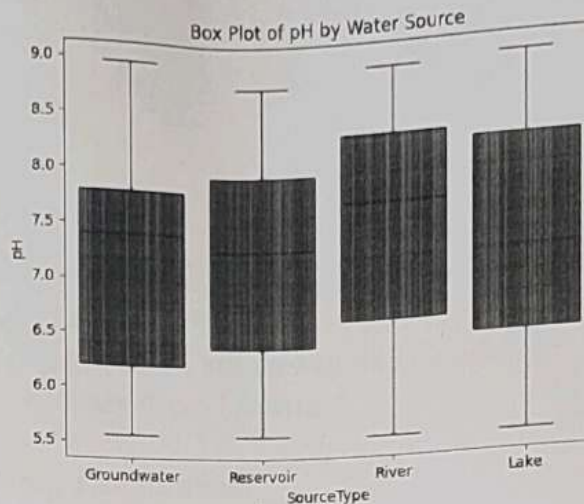 Box Plot of pH by Water Source
9.0
8.5
8.0
7.5
7.0
6.5
6.0
5.5
pH
Groundwater
Reservoir
River
Lake
SourceType